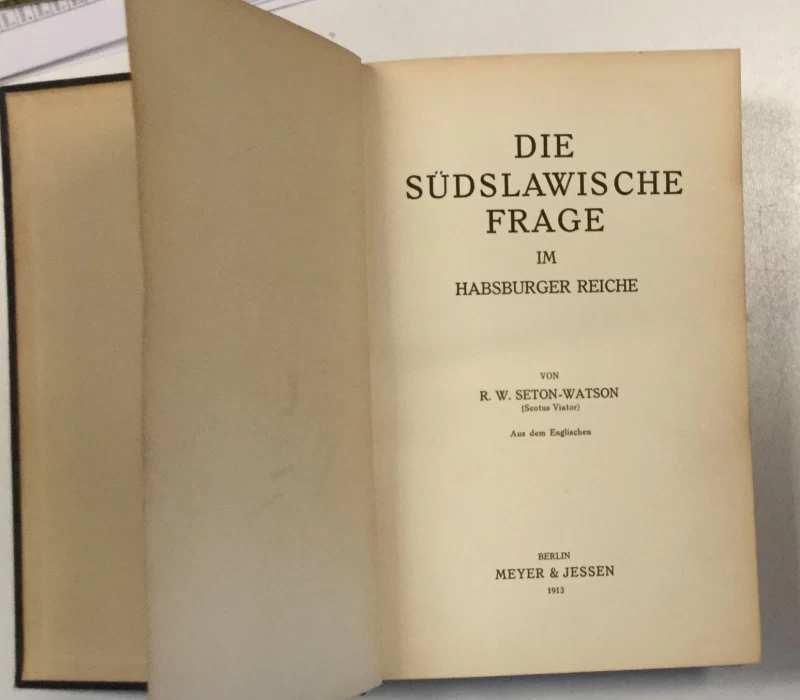 DIE
SÜDSLAWISCHE
FRAGE
IM
HABSBURGER REICHE
VON
R. W. SETON-WATSON
(Scotus Viator)
Aus dem Englischen
BERLIN
MEYER & JESSEN
1913